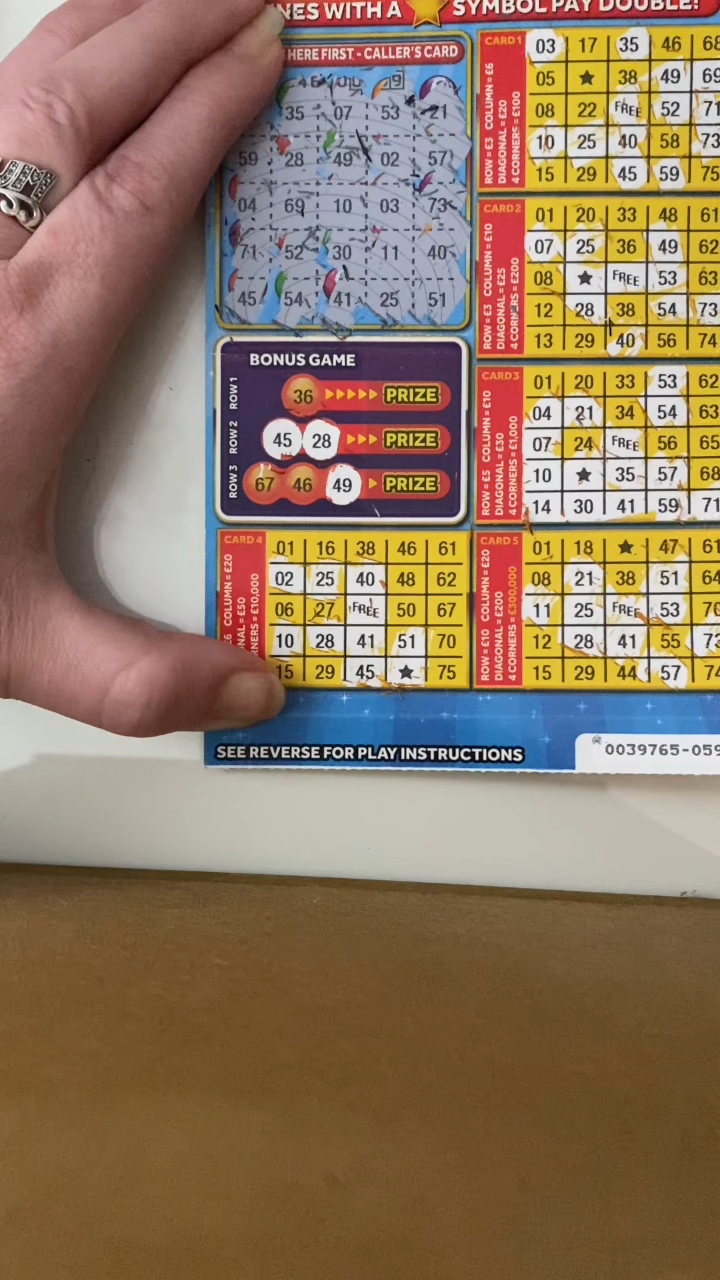 NES WITH A SYMBOL PAY DOUBLE!
HERE FIRST - CALLER'S CARD
35 07 53 21
59 28 49 02 57
04 69 10 03 73
71 52 30 11 40
45 54 41 25 51
BONUS GAME
ROW 1 36 PRIZE
ROW 2 45 28 PRIZE
ROW 3 67 46 49 PRIZE
CARD 1
ROW = £3 COLUMN = £6
DIAGONAL = £20
4 CORNERS = £100
03 17 35 46 68
05 38 49 69
08 22 FREE 52 71
10 25 40 58 73
15 29 45 59 75
CARD 2
ROW = £3 COLUMN = £10
DIAGONAL = £25
4 CORNERS = £200
01 20 33 48 61
07 25 36 49 62
08 FREE 53 63
12 28 38 54 73
13 29 40 56 74
CARD 3
ROW = £5 COLUMN = £10
DIAGONAL = £30
4 CORNERS = £1,000
01 20 33 53 62
04 21 34 54 63
07 24 FREE 56 65
10 35 57 68
14 30 41 59 71
CARD 4
£6 COLUMN = £20
NAL = £50
NERS = £10,000
01 16 38 46 61
02 25 40 48 62
06 27 FREE 50 67
10 28 41 51 70
15 29 45 75
CARD 5
ROW = £10 COLUMN = £20
DIAGONAL = £200
4 CORNERS = £300,000
01 18 47 61
08 21 38 51 64
11 25 FREE 53 70
12 28 41 55 73
15 29 44 57 74
SEE REVERSE FOR PLAY INSTRUCTIONS
0039765-059